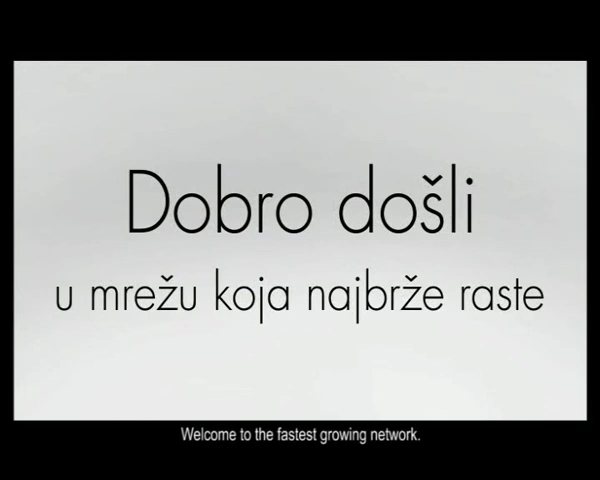 Dobro došli
u mrežu koja najbrže raste
Welcome to the fastest growing network.